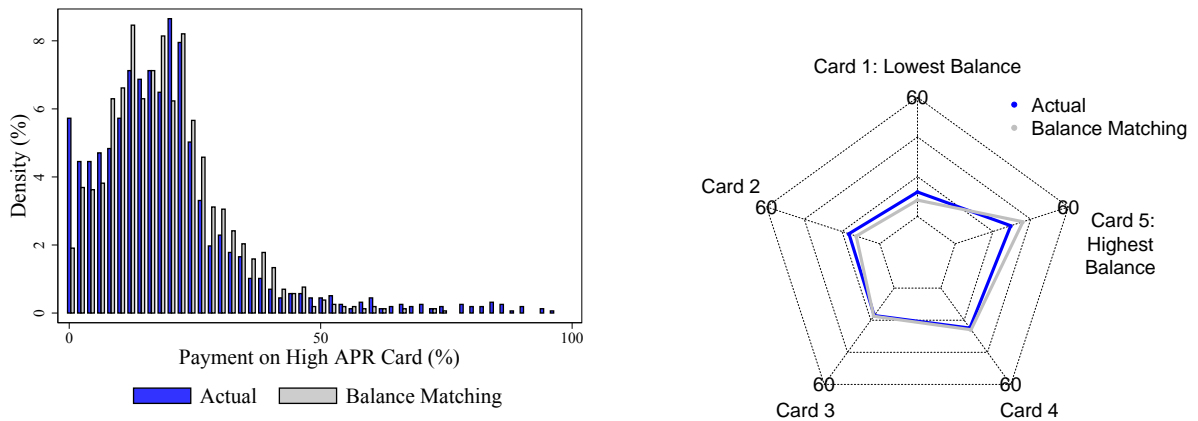 8
6
4
2
0
Density (%)
0
50
100
Payment on High APR Card (%)
Actual
Balance Matching
Card 1: Lowest Balance
60
Actual
Balance Matching
Card 2
60
60
Card 5:
Highest
Balance
60
60
Card 3
Card 4